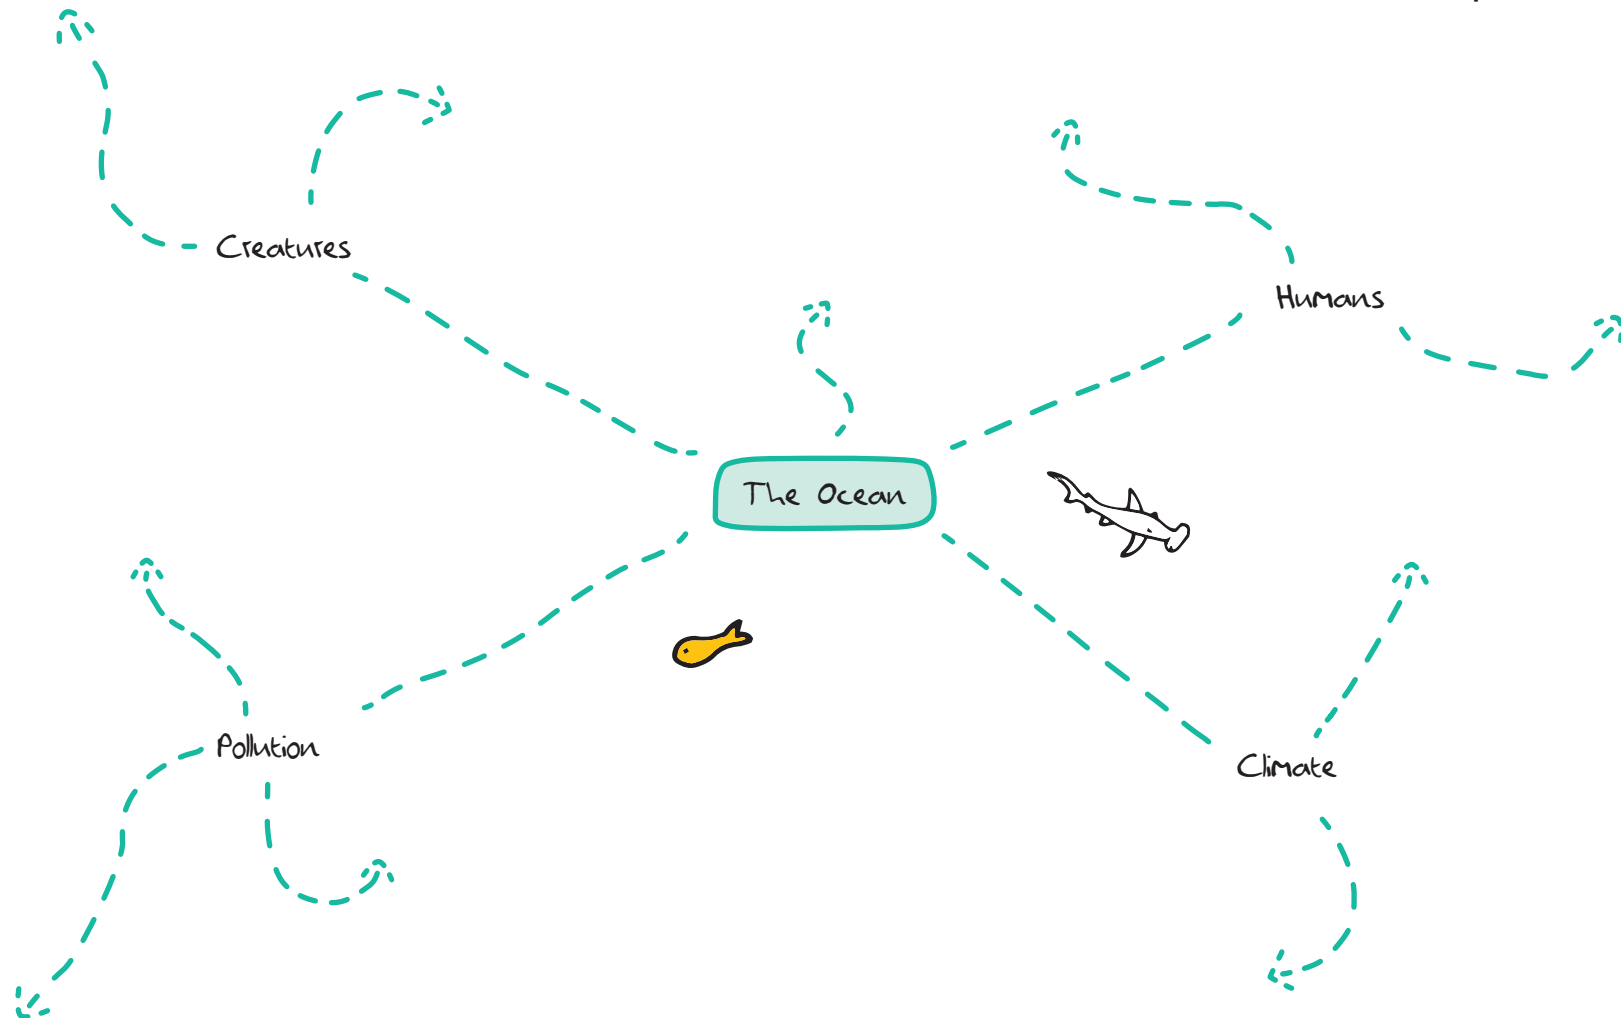 Creatures
Humans
The Ocean
Pollution
Climate